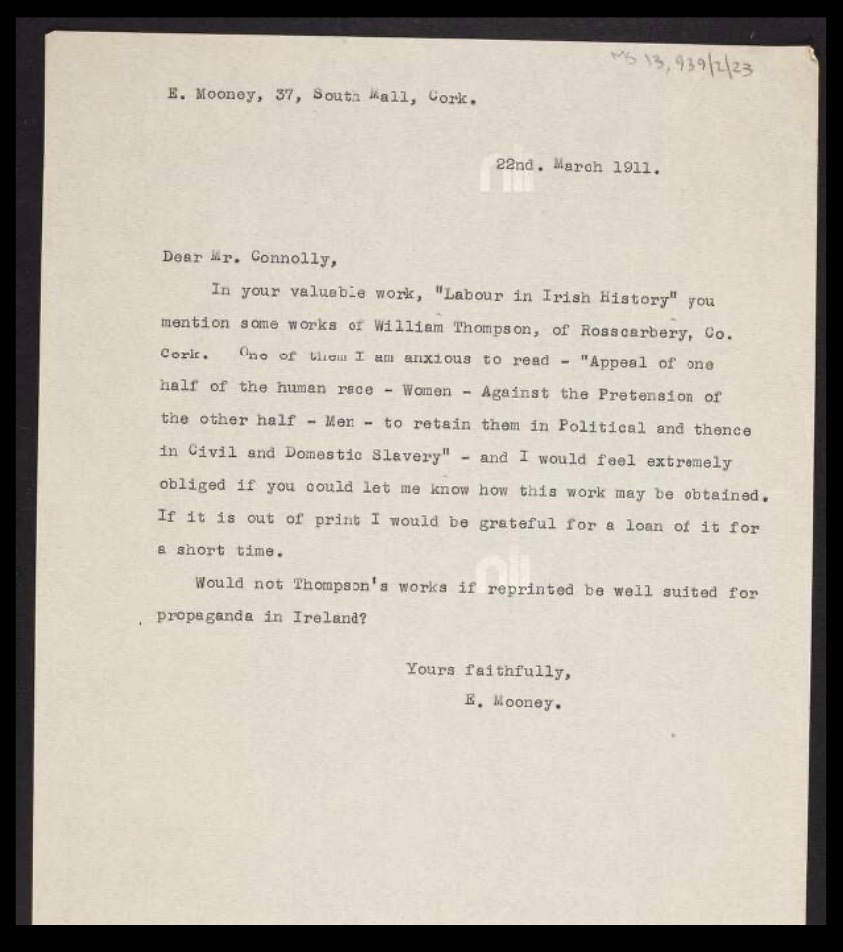 MS 13,939/2/23
E. Mooney, 37, South Mall, Cork.
22nd. March 1911.
Dear Mr. Connolly,
In your valuable work, "Labour in Irish History" you
mention some works of William Thompson, of Rosscarbery, Co.
Cork. One of them I am anxious to read - "Appeal of one
half of the human race - Women - Against the Pretension of
the other half - Men - to retain them in Political and thence
in Civil and Domestic Slavery" - and I would feel extremely
obliged if you could let me know how this work may be obtained.
If it is out of print I would be grateful for a loan of it for
a short time.
Would not Thompson's works if reprinted be well suited for
propaganda in Ireland?
Yours faithfully,
E. Mooney.